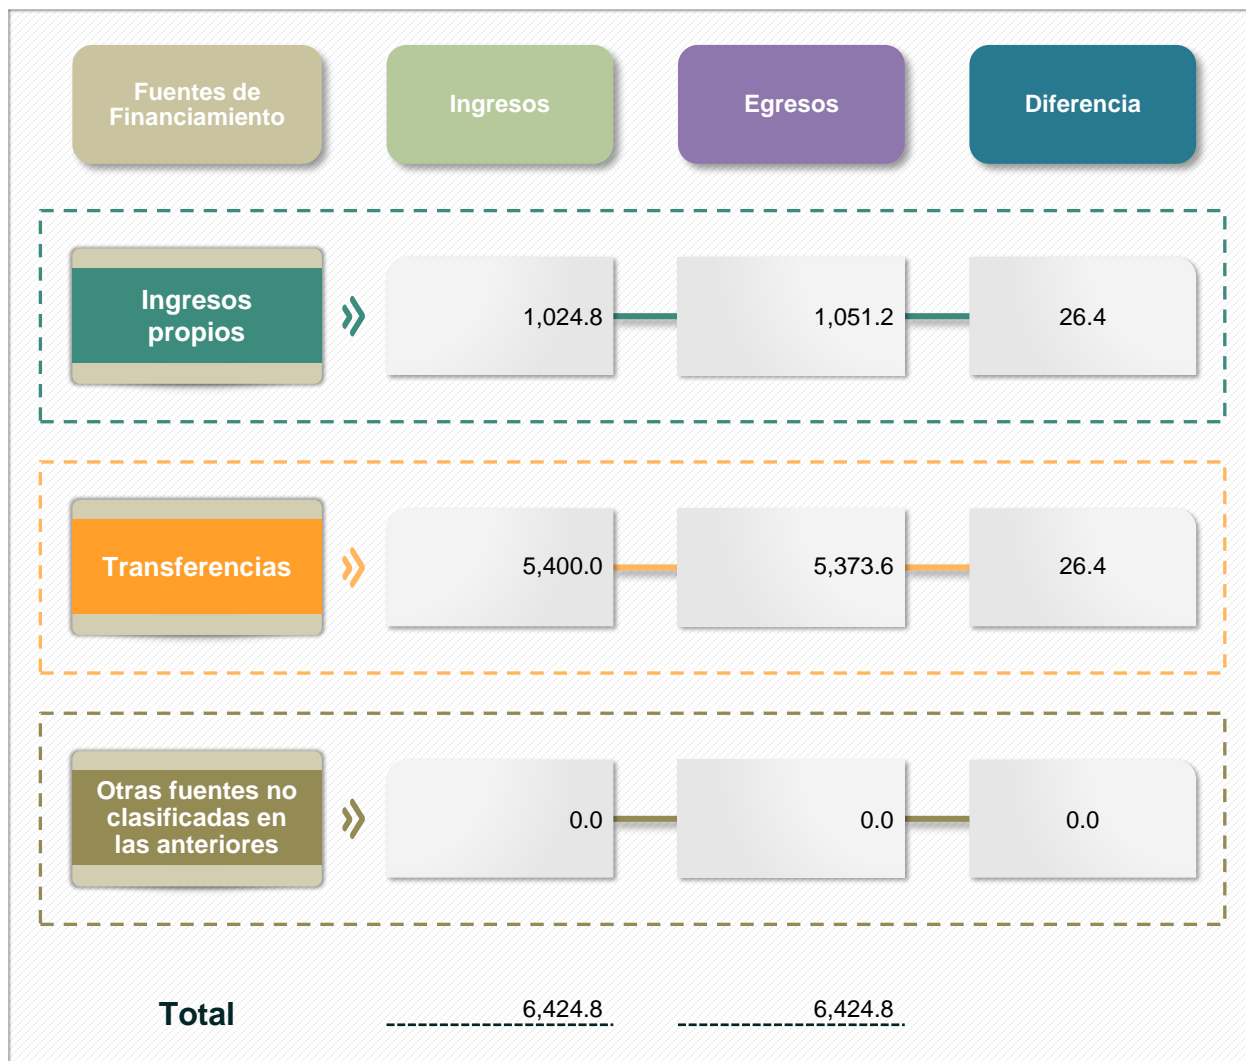 Fuentes de
Financiamiento
Ingresos
Egresos
Diferencia
Ingresos
propios
1,024.8
1,051.2
26.4
Transferencias
5,400.0
5,373.6
26.4
Otras fuentes no
clasificadas en
las anteriores
0.0
0.0
0.0
Total
6,424.8
6,424.8